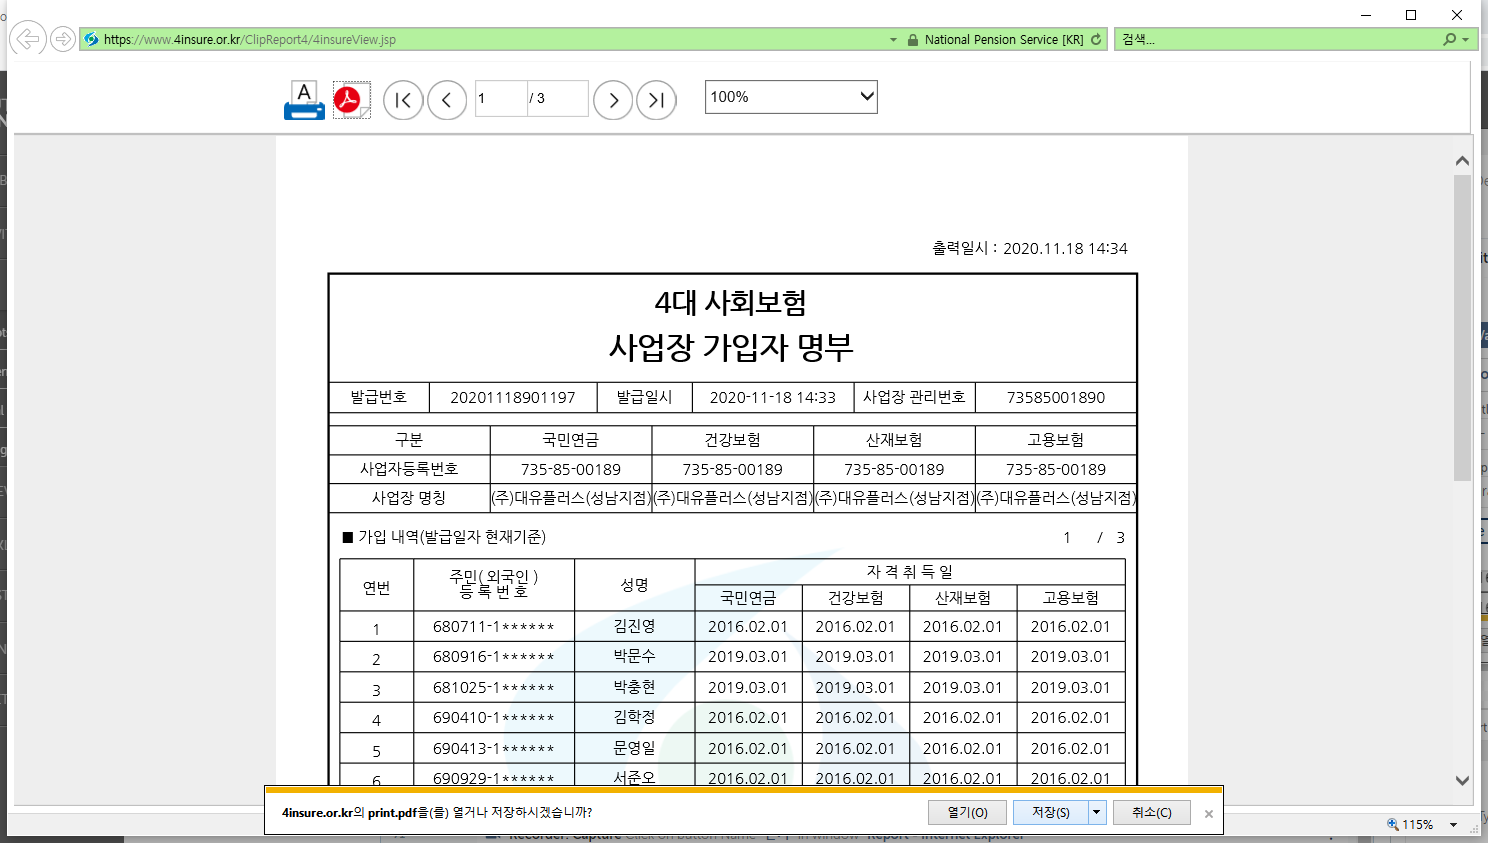 https://www.4insure.or.kr/ClipReport4/4insureView.jsp
National Pension Service [KR]
검색...
1 / 3
100%
출력일시 : 2020.11.18 14:34
4대 사회보험
사업장 가입자 명부
발급번호 20201118901197 발급일시 2020-11-18 14:33 사업장 관리번호 73585001890
구분 국민연금 건강보험 산재보험 고용보험
사업자등록번호 735-85-00189 735-85-00189 735-85-00189 735-85-00189
사업장 명칭 (주)대유플러스(성남지점) (주)대유플러스(성남지점) (주)대유플러스(성남지점) (주)대유플러스(성남지점)
■ 가입 내역(발급일자 현재기준) 1 / 3
연번 주민(외국인) 등록번호 성명 자격취득일
국민연금 건강보험 산재보험 고용보험
1 680711-1****** 김진영 2016.02.01 2016.02.01 2016.02.01 2016.02.01
2 680916-1****** 박문수 2019.03.01 2019.03.01 2019.03.01 2019.03.01
3 681025-1****** 박충현 2019.03.01 2019.03.01 2019.03.01 2019.03.01
4 690410-1****** 김학정 2016.02.01 2016.02.01 2016.02.01 2016.02.01
5 690413-1****** 문영일 2016.02.01 2016.02.01 2016.02.01 2016.02.01
6 690929-1****** 서준오 2016.02.01 2016.02.01 2016.02.01 2016.02.01
4insure.or.kr의 print.pdf을(를) 열거나 저장하시겠습니까?
열기(O) 저장(S) 취소(C)
115%